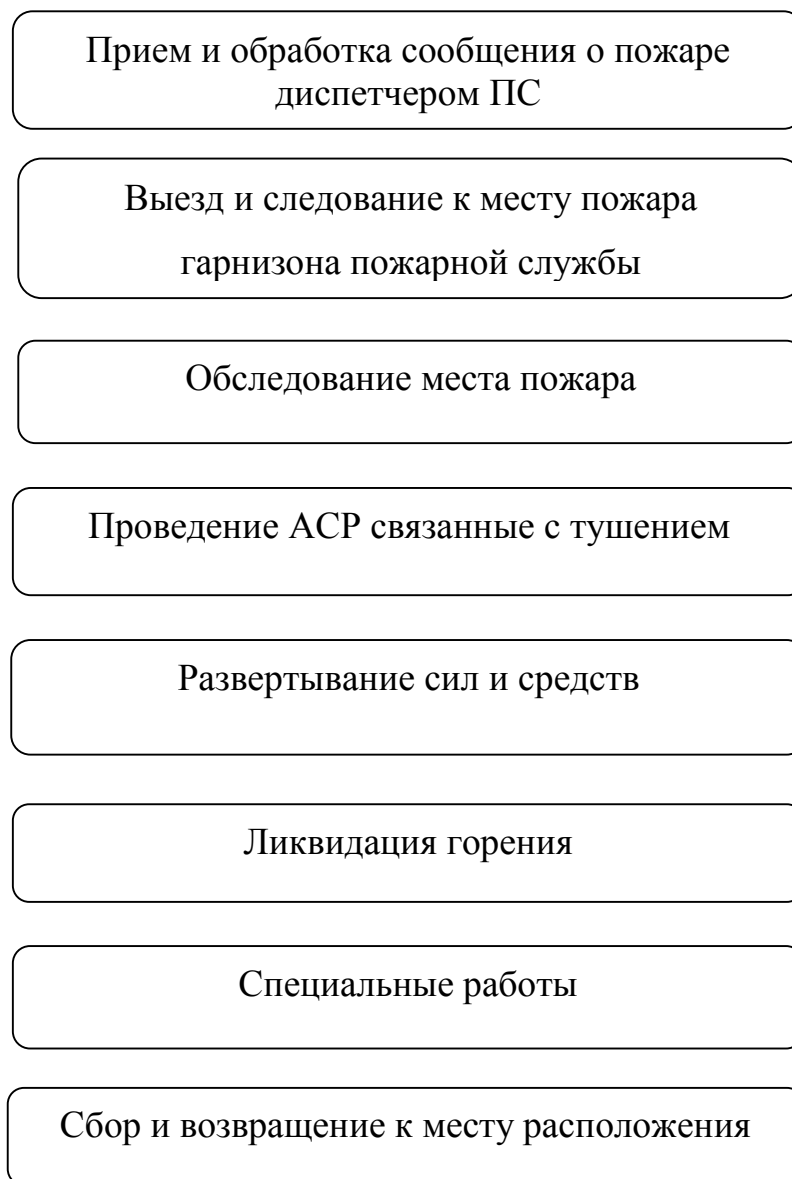 Прием и обработка сообщения о пожаре
диспетчером ПС
Выезд и следование к месту пожара
гарнизона пожарной службы
Обследование места пожара
Проведение АСР связанные с тушением
Развертывание сил и средств
Ликвидация горения
Специальные работы
Сбор и возвращение к месту расположения